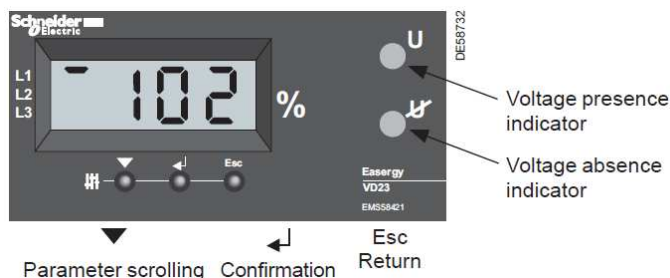 Schneider
Electric
L1
L2
L3
102
%
U
U
DE58732
Voltage presence
indicator
Voltage absence
indicator
Esc
Easergy
VD23
EMS58421
Parameter scrolling
Confirmation
Esc
Return